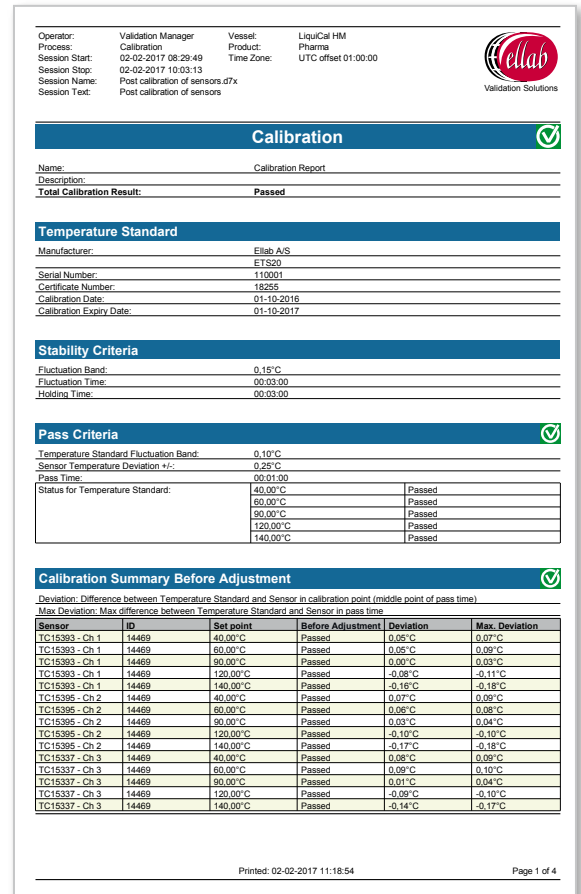 Operator: Validation Manager Vessel: LiquiCal HM
Process: Calibration Product: Pharma
Session Start: 02-02-2017 08:29:49 Time Zone: UTC offset 01:00:00
Session Stop: 02-02-2017 10:03:13
Session Name: Post calibration of sensors.d7x
Session Text: Post calibration of sensors
ellab
Validation Solutions
Calibration
Name: Calibration Report
Description:
Total Calibration Result: Passed
Temperature Standard
Manufacturer: Ellab A/S
ETS20
Serial Number: 110001
Certificate Number: 18255
Calibration Date: 01-10-2016
Calibration Expiry Date: 01-10-2017
Stability Criteria
Fluctuation Band: 0,15°C
Fluctuation Time: 00:03:00
Holding Time: 00:03:00
Pass Criteria
Temperature Standard Fluctuation Band: 0,10°C
Sensor Temperature Deviation +/-: 0,25°C
Pass Time: 00:01:00
Status for Temperature Standard: 40,00°C Passed
60,00°C Passed
90,00°C Passed
120,00°C Passed
140,00°C Passed
Calibration Summary Before Adjustment
Deviation: Difference between Temperature Standard and Sensor in calibration point (middle point of pass time)
Max Deviation: Max difference between Temperature Standard and Sensor in pass time
Sensor ID Set point Before Adjustment Deviation Max. Deviation
TC15393 - Ch 1 14469 40,00°C Passed 0,05°C 0,07°C
TC15393 - Ch 1 14469 60,00°C Passed 0,05°C 0,09°C
TC15393 - Ch 1 14469 90,00°C Passed 0,00°C 0,03°C
TC15393 - Ch 1 14469 120,00°C Passed -0,08°C -0,11°C
TC15393 - Ch 1 14469 140,00°C Passed -0,16°C -0,18°C
TC15395 - Ch 2 14469 40,00°C Passed 0,07°C 0,09°C
TC15395 - Ch 2 14469 60,00°C Passed 0,06°C 0,08°C
TC15395 - Ch 2 14469 90,00°C Passed 0,03°C 0,04°C
TC15395 - Ch 2 14469 120,00°C Passed -0,10°C -0,10°C
TC15395 - Ch 2 14469 140,00°C Passed -0,17°C -0,18°C
TC15337 - Ch 3 14469 40,00°C Passed 0,08°C 0,09°C
TC15337 - Ch 3 14469 60,00°C Passed 0,09°C 0,10°C
TC15337 - Ch 3 14469 90,00°C Passed 0,01°C 0,04°C
TC15337 - Ch 3 14469 120,00°C Passed -0,09°C -0,10°C
TC15337 - Ch 3 14469 140,00°C Passed -0,14°C -0,17°C
Printed: 02-02-2017 11:18:54 Page 1 of 4